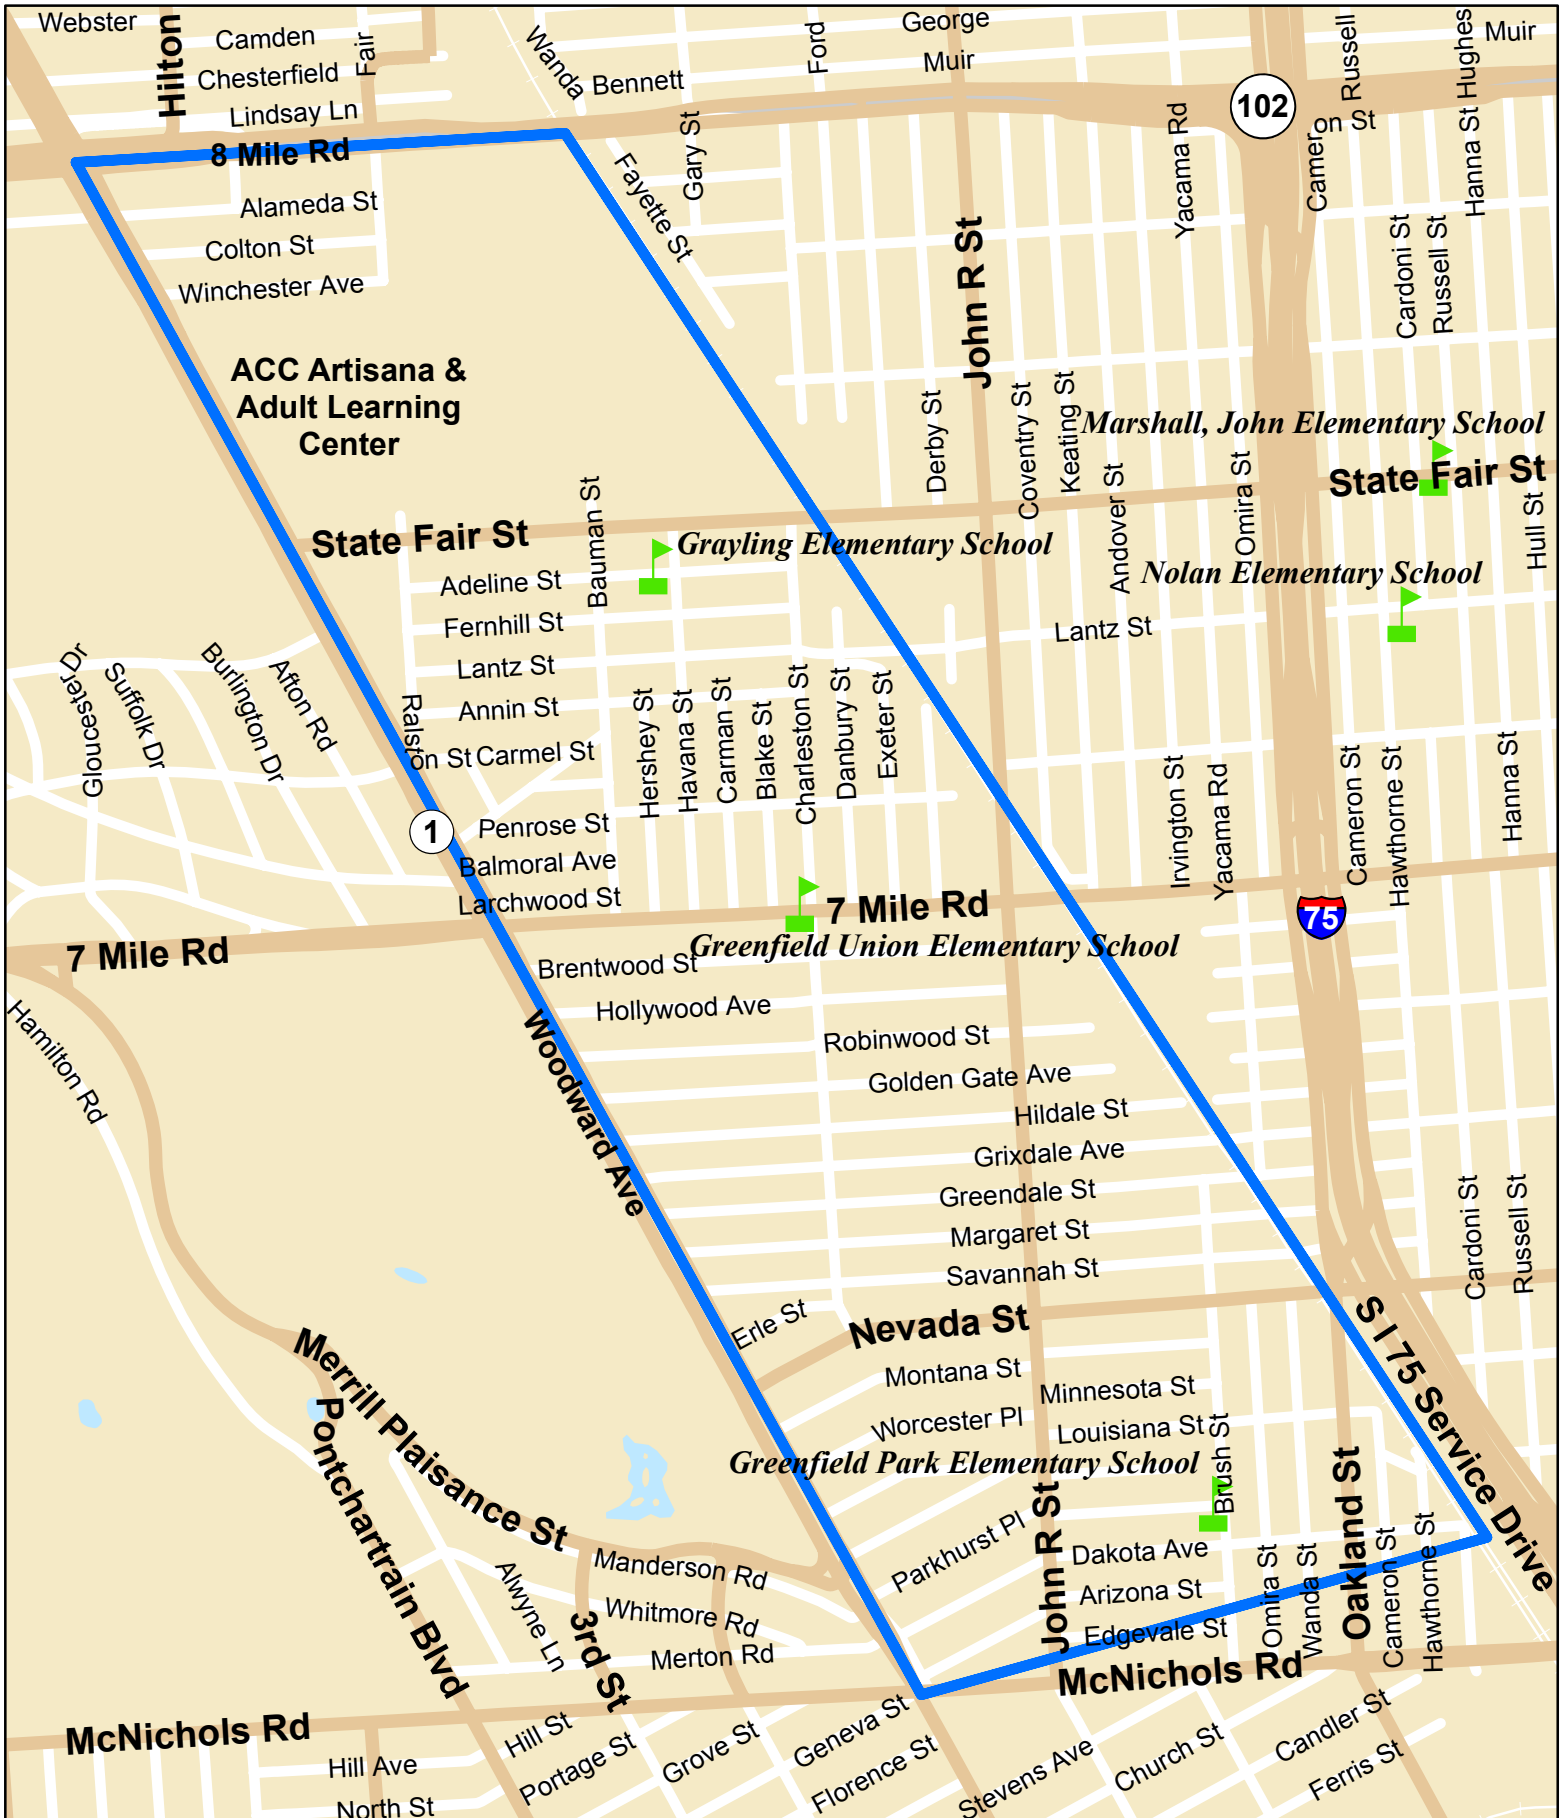 Webster
Hilton
Camden
Fair
Chesterfield
Lindsay Ln
Wanda
Bennett
Ford
George
Muir
Russell
Hughes
Muir
102
8 Mile Rd
Gary St
Fayette St
Yacama Rd
Cameron St
Hanna St
Alameda St
Colton St
Winchester Ave
John R St
Cardoni St
Russell St
ACC Artisana &
Adult Learning
Center
Derby St
Coventry St
Keating St
Marshall, John Elementary School
State Fair St
Andover St
Omira St
Hull St
State Fair St
Bauman St
Grayling Elementary School
Nolan Elementary School
Adeline St
Fernhill St
Lantz St
Lantz St
Annin St
Ralston St
Carmel St
Gloucester Dr
Suffolk Dr
Burlington Dr
Afton Rd
Hershey St
Havana St
Carman St
Blake St
Charleston St
Danbury St
Exeter St
Irvington St
Yacama Rd
Cameron St
Hawthorne St
Hanna St
1
Penrose St
Balmoral Ave
Larchwood St
7 Mile Rd
75
7 Mile Rd
Greenfield Union Elementary School
Brentwood St
Hollywood Ave
Hamilton Rd
Woodward Ave
Robinwood St
Golden Gate Ave
Hildale St
Grixdale Ave
Greendale St
Margaret St
Savannah St
Cardoni St
Russell St
Erle St
Nevada St
S I 75 Service Drive
Merrill Plaisance St
Pontchartrain Blvd
Montana St
Minnesota St
Worcester Pl
Louisiana St
Brush St
Greenfield Park Elementary School
Oakland St
John R St
Parkhurst Pl
Dakota Ave
Arizona St
Edgevale St
Omira St
Wanda St
Cameron St
Hawthorne St
Manderson Rd
Alwyne Ln
3rd St
Whitmore Rd
Merton Rd
McNichols Rd
McNichols Rd
Hill St
Hill Ave
North St
Portage St
Grove St
Geneva St
Florence St
Stevens Ave
Church St
Candler St
Ferris St